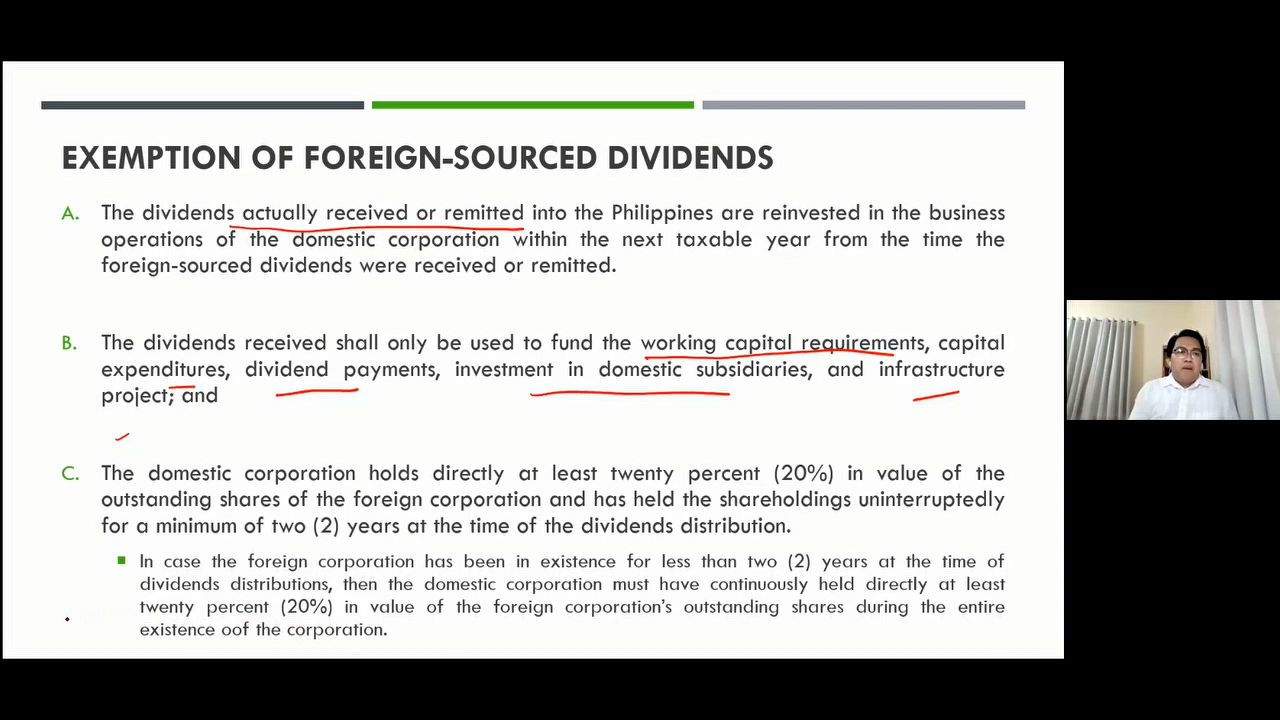 EXEMPTION OF FOREIGN-SOURCED DIVIDENDS
A. The dividends actually received or remitted into the Philippines are reinvested in the business
operations of the domestic corporation within the next taxable year from the time the
foreign-sourced dividends were received or remitted.
B. The dividends received shall only be used to fund the working capital requirements, capital
expenditures, dividend payments, investment in domestic subsidiaries, and infrastructure
project; and
C. The domestic corporation holds directly at least twenty percent (20%) in value of the
outstanding shares of the foreign corporation and has held the shareholdings uninterruptedly
for a minimum of two (2) years at the time of the dividends distribution.
In case the foreign corporation has been in existence for less than two (2) years at the time of
dividends distributions, then the domestic corporation must have continuously held directly at least
twenty percent (20%) in value of the foreign corporation's outstanding shares during the entire
existence oof the corporation.